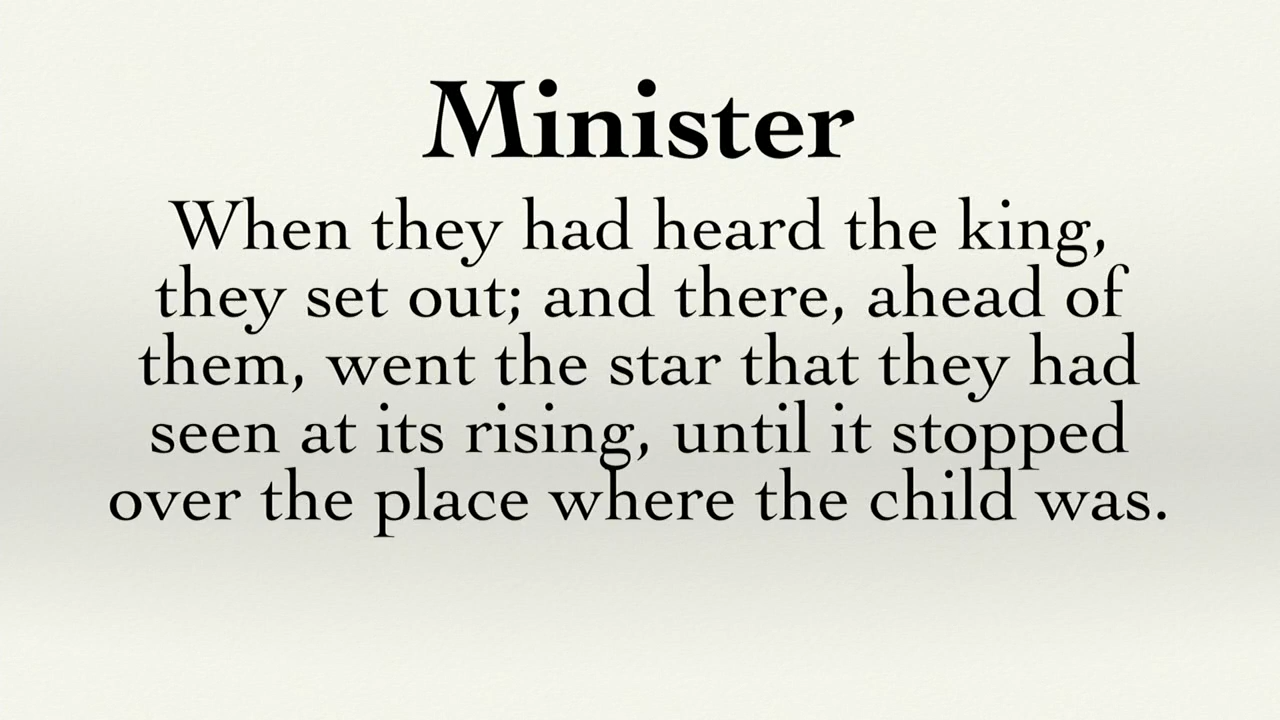 Minister
When they had heard the king,
they set out; and there, ahead of
them, went the star that they had
seen at its rising, until it stopped
over the place where the child was.